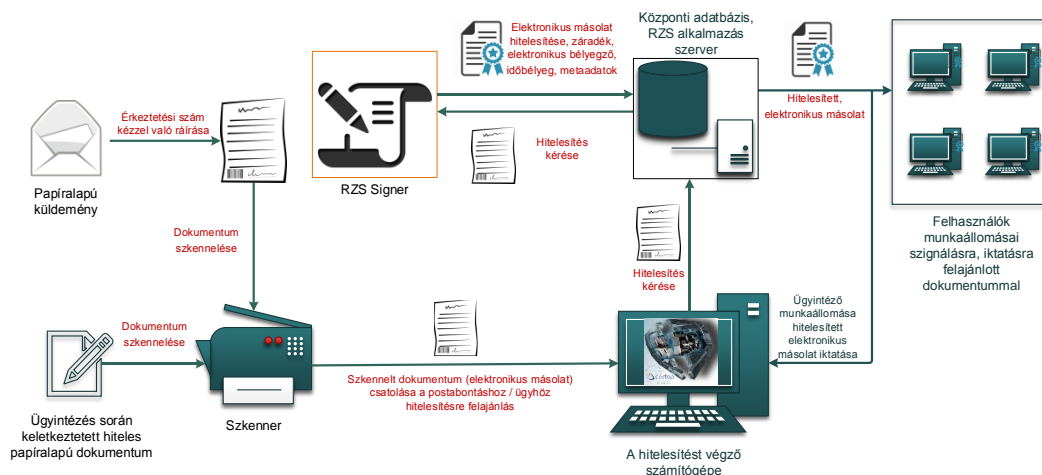 Elektronikus másolat
hitelesítése, záradék,
elektronikus bélyegző,
időbélyeg, metaadatok
Központi adatbázis,
RZS alkalmazás
szerver
Érkeztetési szám
kézzel való ráírása
Hitelesítés
kérése
Hitelesített,
elektronikus másolat
Papíralapú
küldemény
RZS Signer
Felhasználók
munkaállomásai
szignálásra, iktatásra
felajánlott
dokumentummal
Dokumentum
szkennelése
Hitelesítés
kérése
Ügyintéző
munkaállomása
hitelesített
elektronikus
másolat iktatása
Dokumentum
szkennelése
Szkennelt dokumentum (elektronikus másolat)
csatolása a postabontáshoz / ügyhöz
hitelesítésre felajánlás
Ügyintézés során
keletkeztetett hiteles
papíralapú dokumentum
Szkenner
A hitelesítést végző
számítógépe